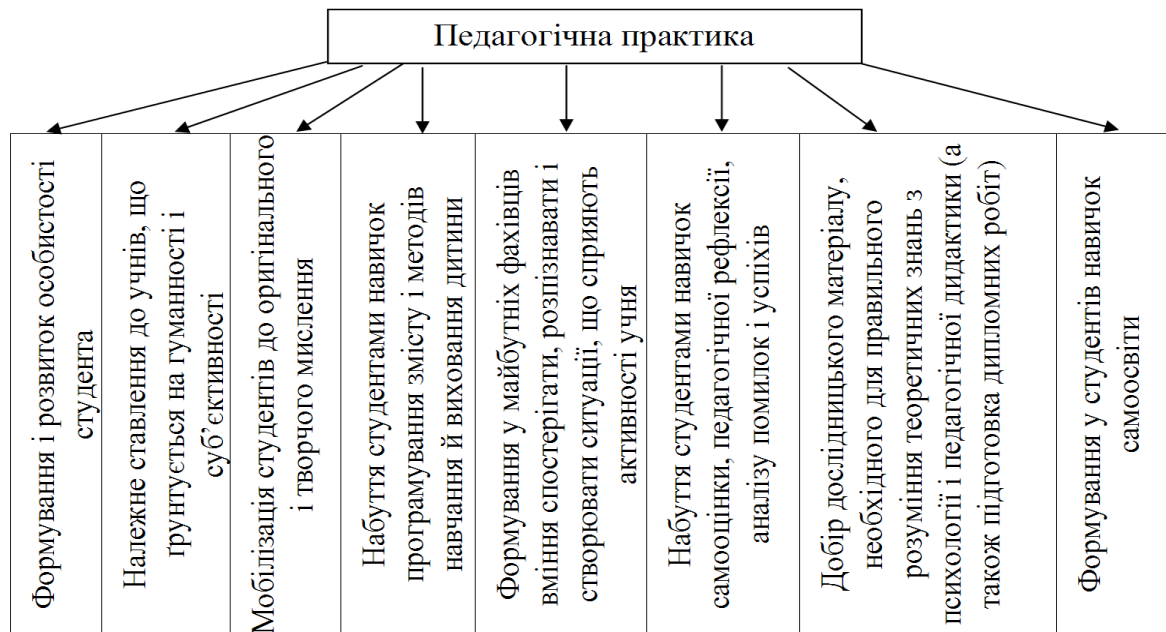 Педагогічна практика
Формування і розвиток особистості
студента
Належне ставлення до учнів, що
ґрунтується на гуманності і
суб’єктивності
Мобілізація студентів до оригінального
і творчого мислення
Набуття студентами навичок
програмування змісту і методів
навчання й виховання дитини
Формування у майбутніх фахівців
вміння спостерігати, розпізнавати і
створювати ситуації, що сприяють
активності учня
Набуття студентами навичок
самооцінки, педагогічної рефлексії,
аналізу помилок і успіхів
Добір дослідницького матеріалу,
необхідного для правильного
розуміння теоретичних знань з
психології і педагогічної дидактики (а
також підготовка дипломних робіт)
Формування у студентів навичок
самоосвіти